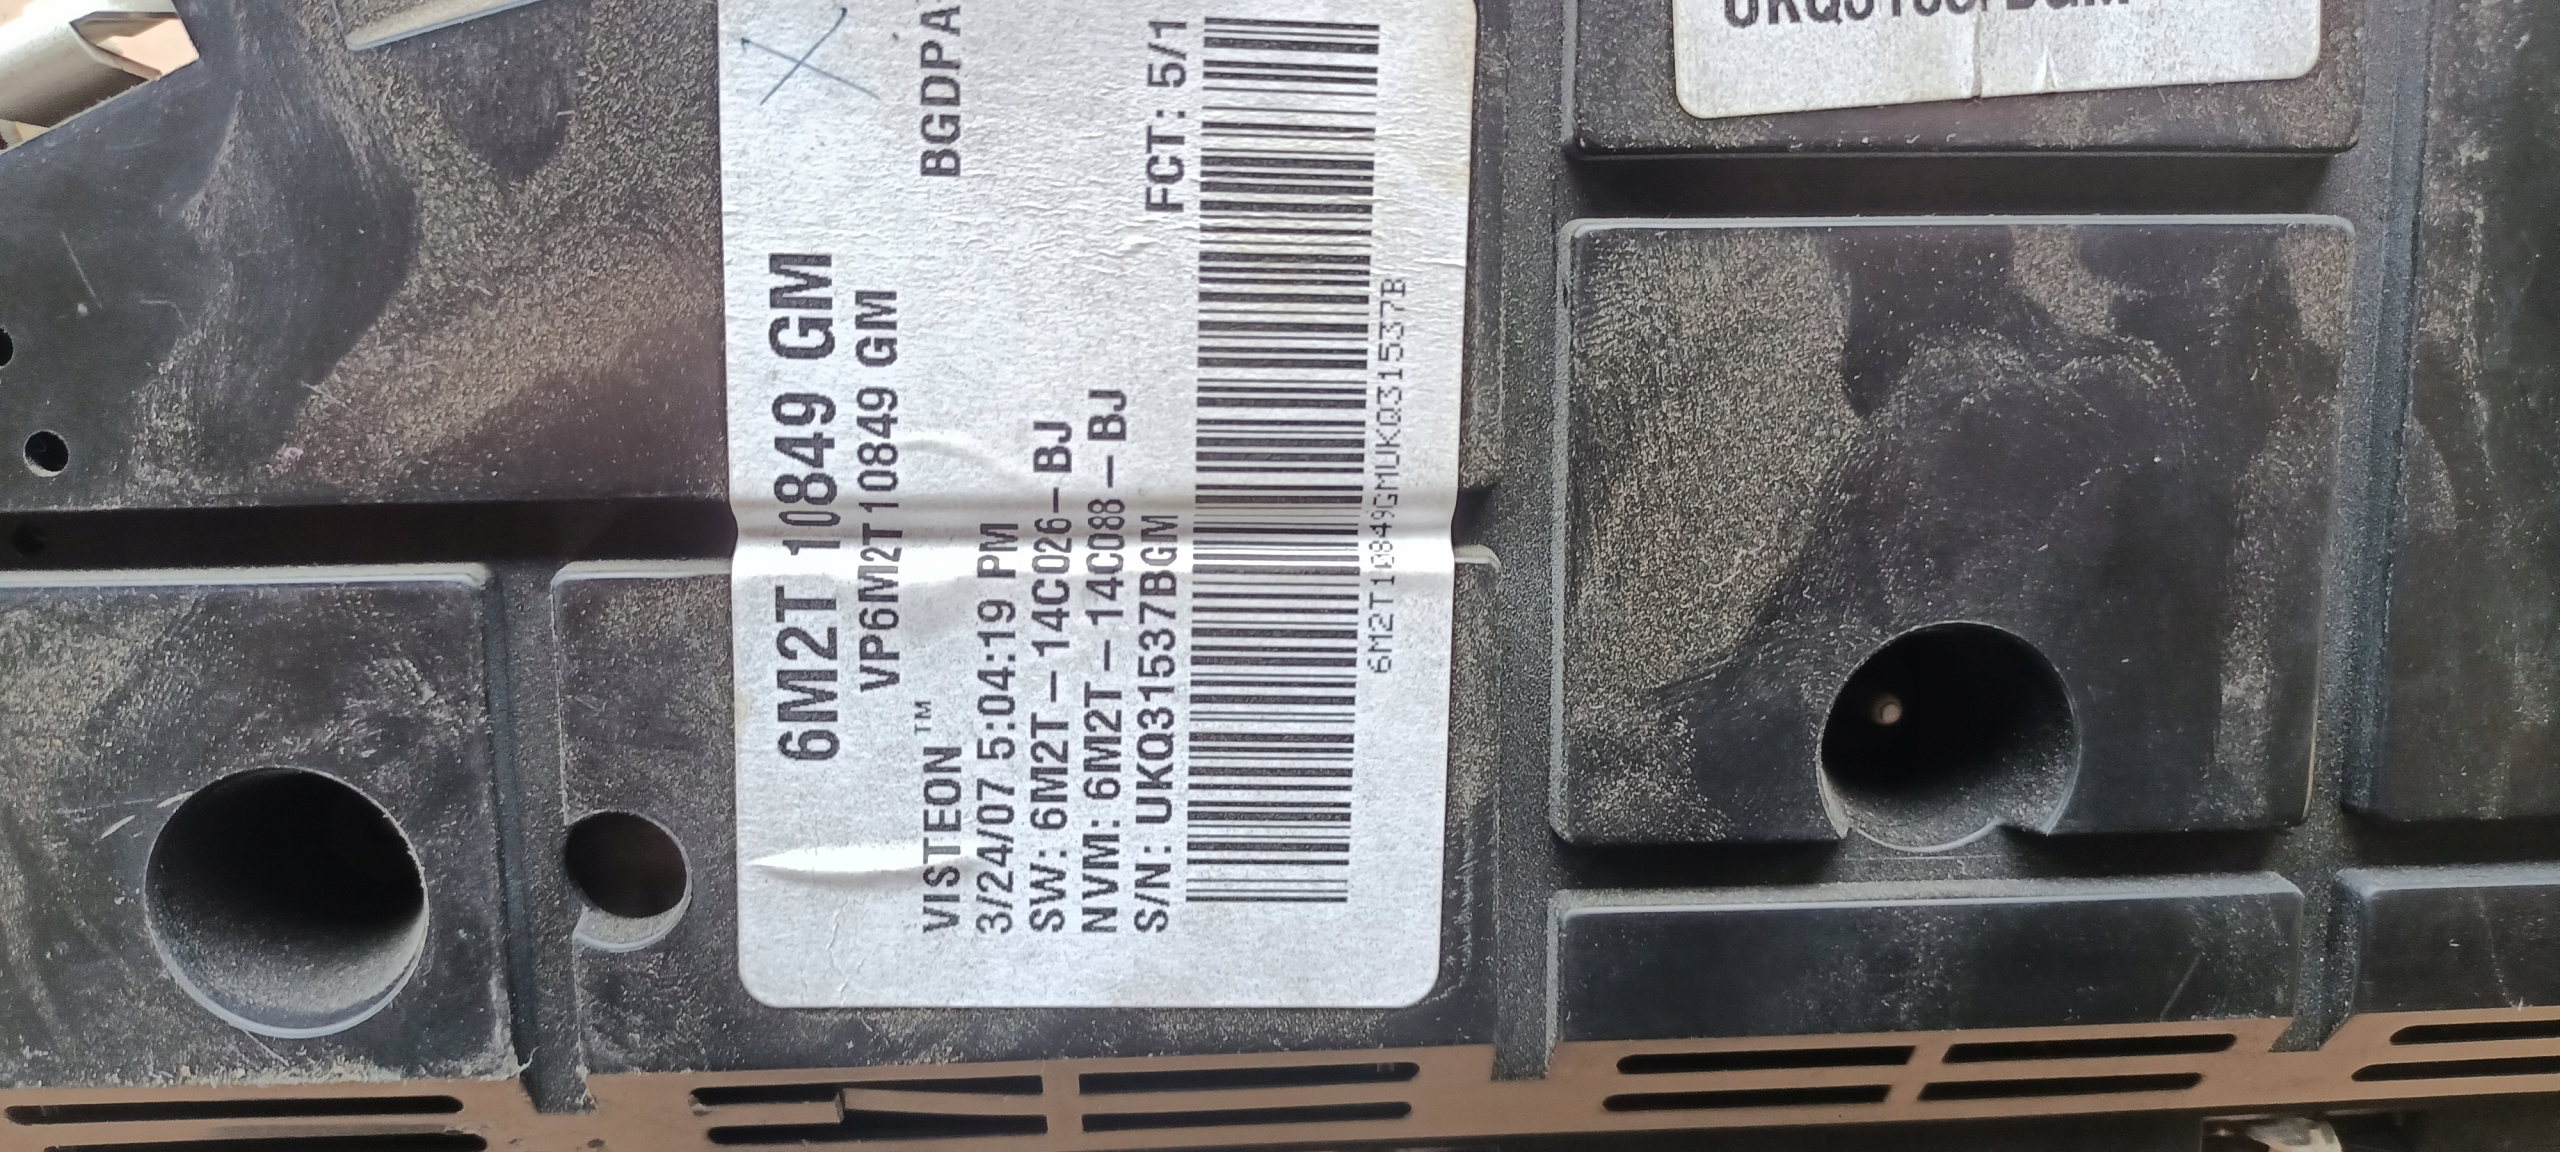 6M2T 10849 GM
VP6M2T10849 GM
VISTEON™
BGDPA
3/24/07 5:04:19 PM
SW: 6M2T-14C026-BJ
NVM: 6M2T-14C088-BJ
S/N: UKQ31537BGM
FCT: 5/1
6M2T10849GMUKQ31537B